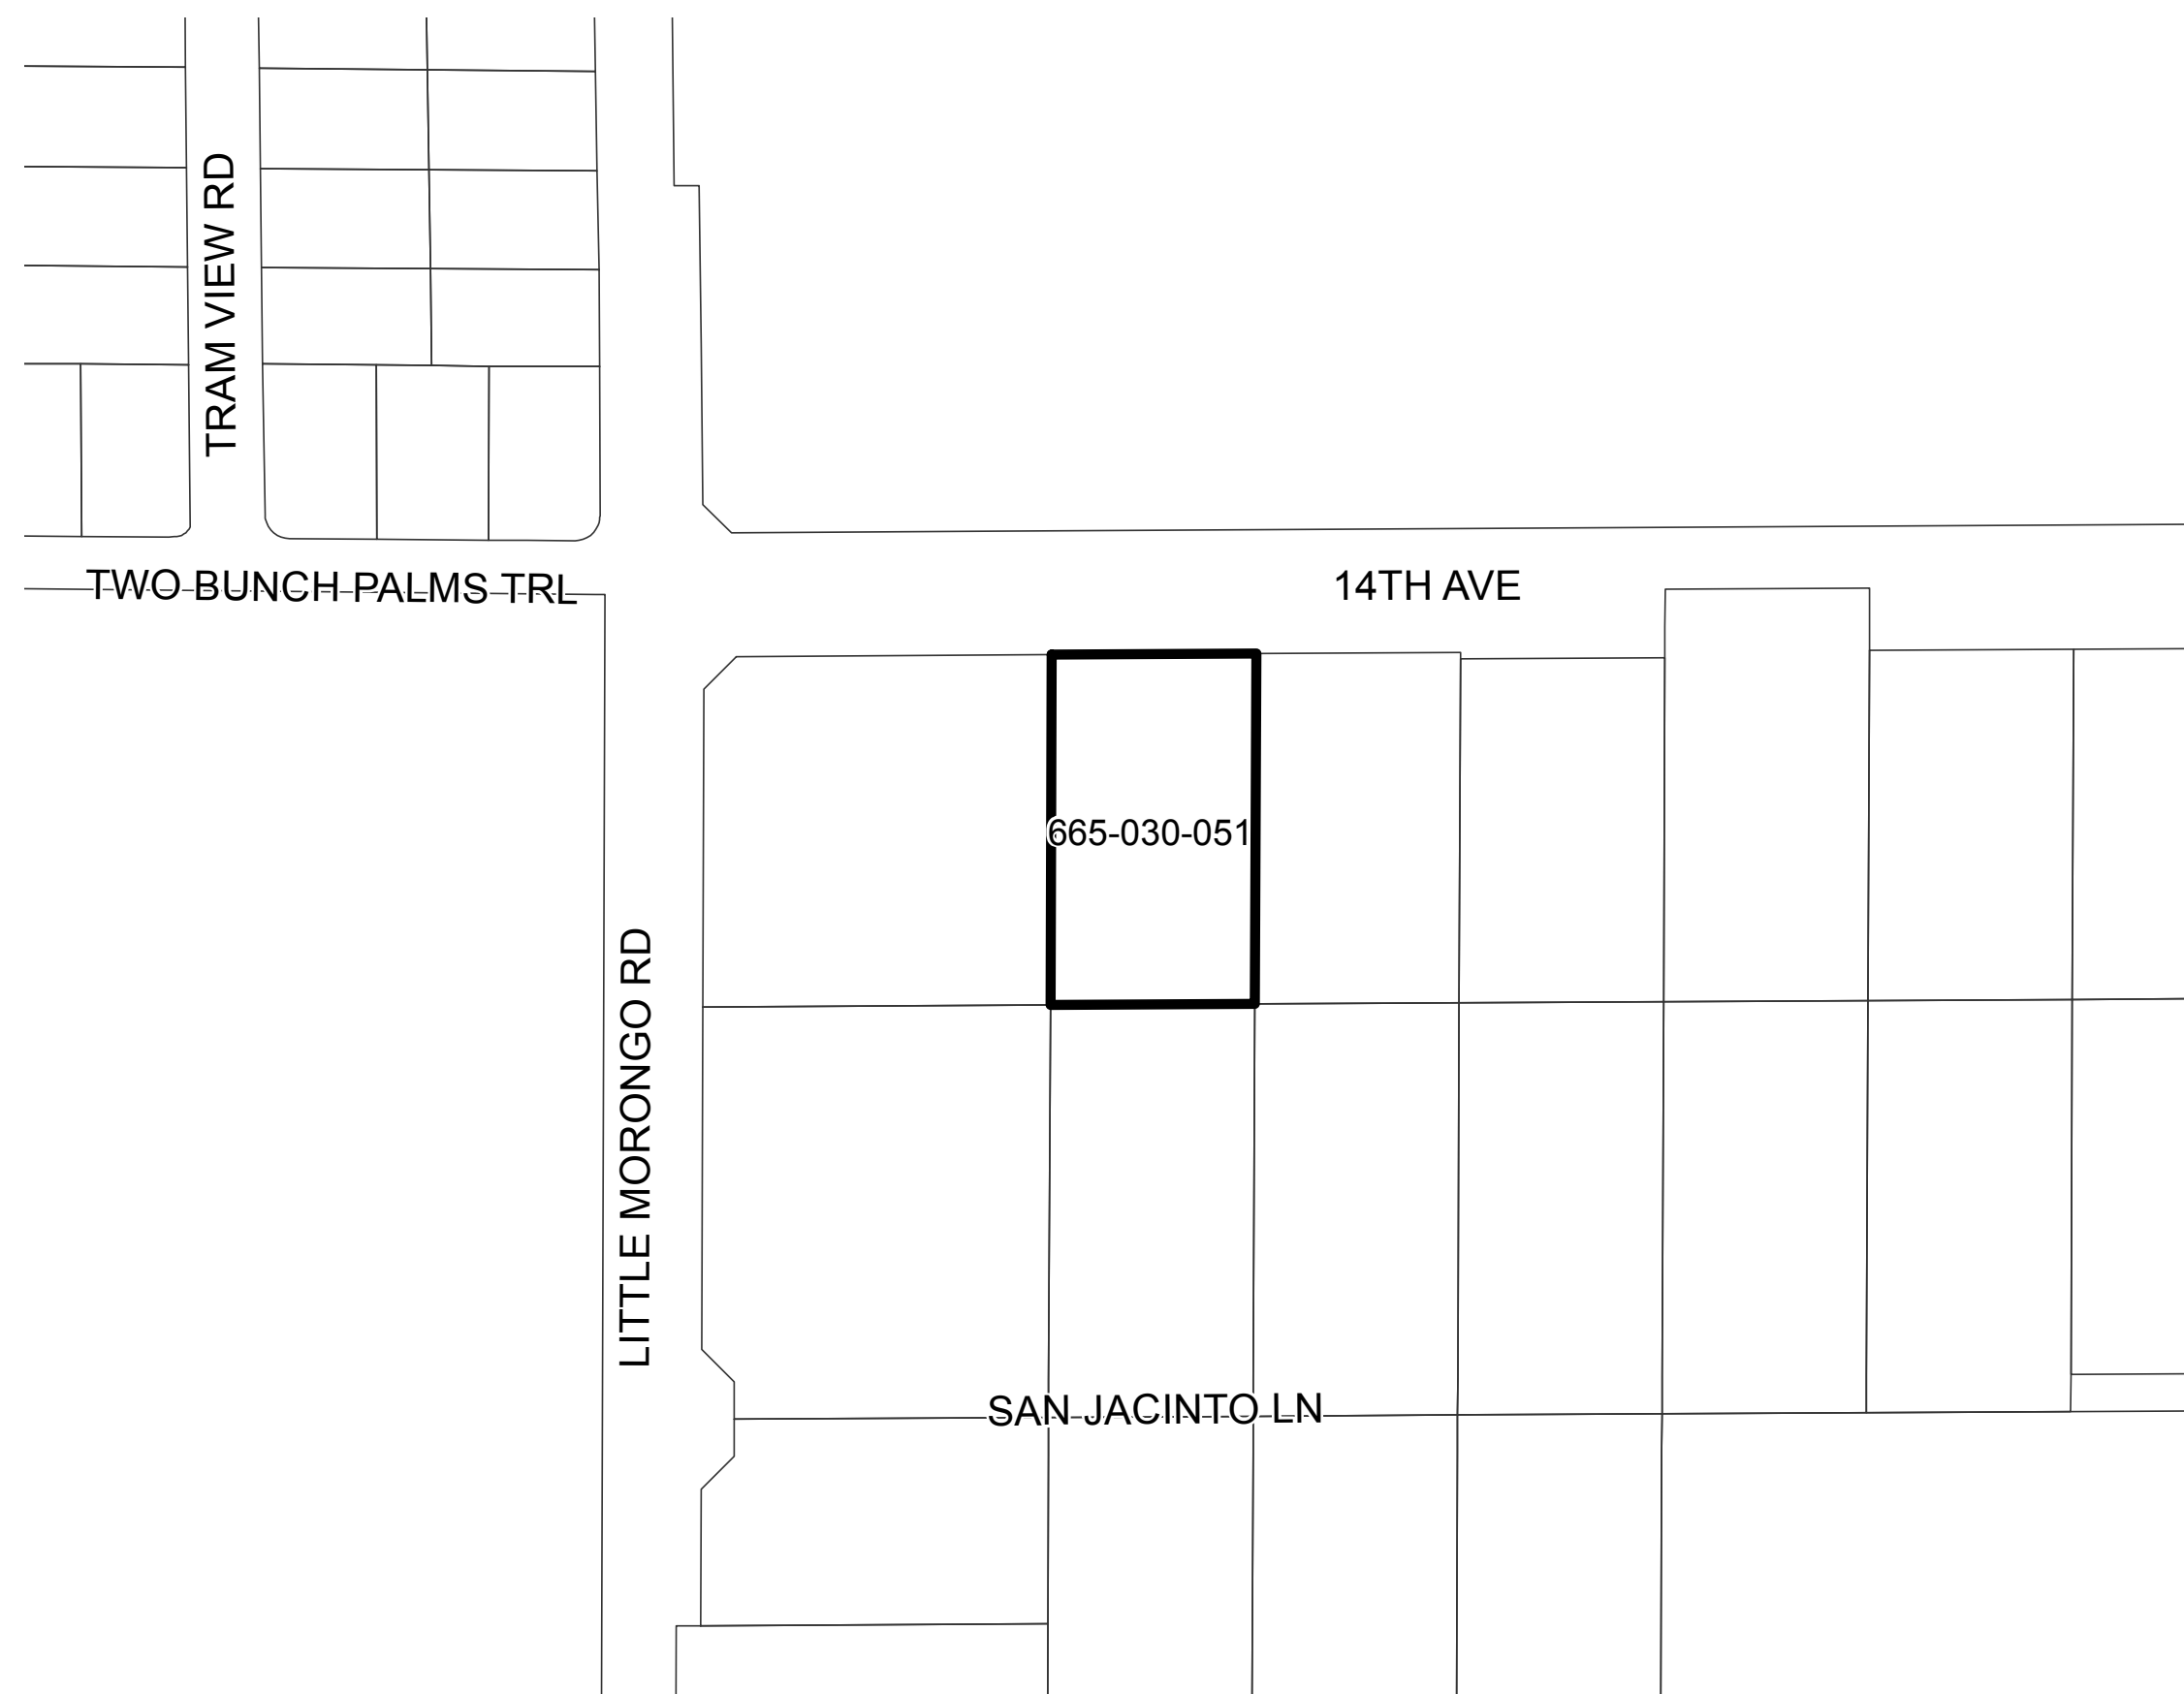 TRAM VIEW RD
TWO BUNCH PALMS TRL
14TH AVE
665-030-051
LITTLE MORONGO RD
SAN JACINTO LN